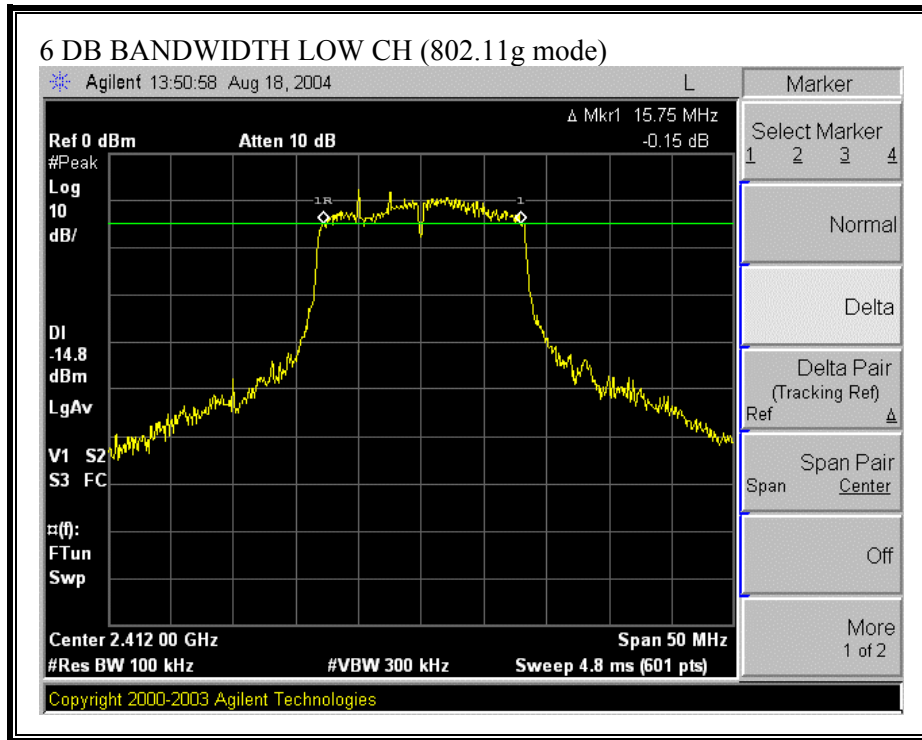 6 DB BANDWIDTH LOW CH (802.11g mode)
Agilent 13:50:58 Aug 18, 2004 L
Marker
Δ Mkr1 15.75 MHz
Ref 0 dBm Atten 10 dB -0.15 dB
#Peak
Log
10
dB/
1R 1
DI
-14.8
dBm
LgAv
V1 S2
S3 FC
¤(f):
FTun
Swp
Center 2.412 00 GHz Span 50 MHz
#Res BW 100 kHz #VBW 300 kHz Sweep 4.8 ms (601 pts)
Copyright 2000-2003 Agilent Technologies
Select Marker
1 2 3 4
Normal
Delta
Delta Pair
(Tracking Ref)
Ref Δ
Span Pair
Span Center
Off
More
1 of 2